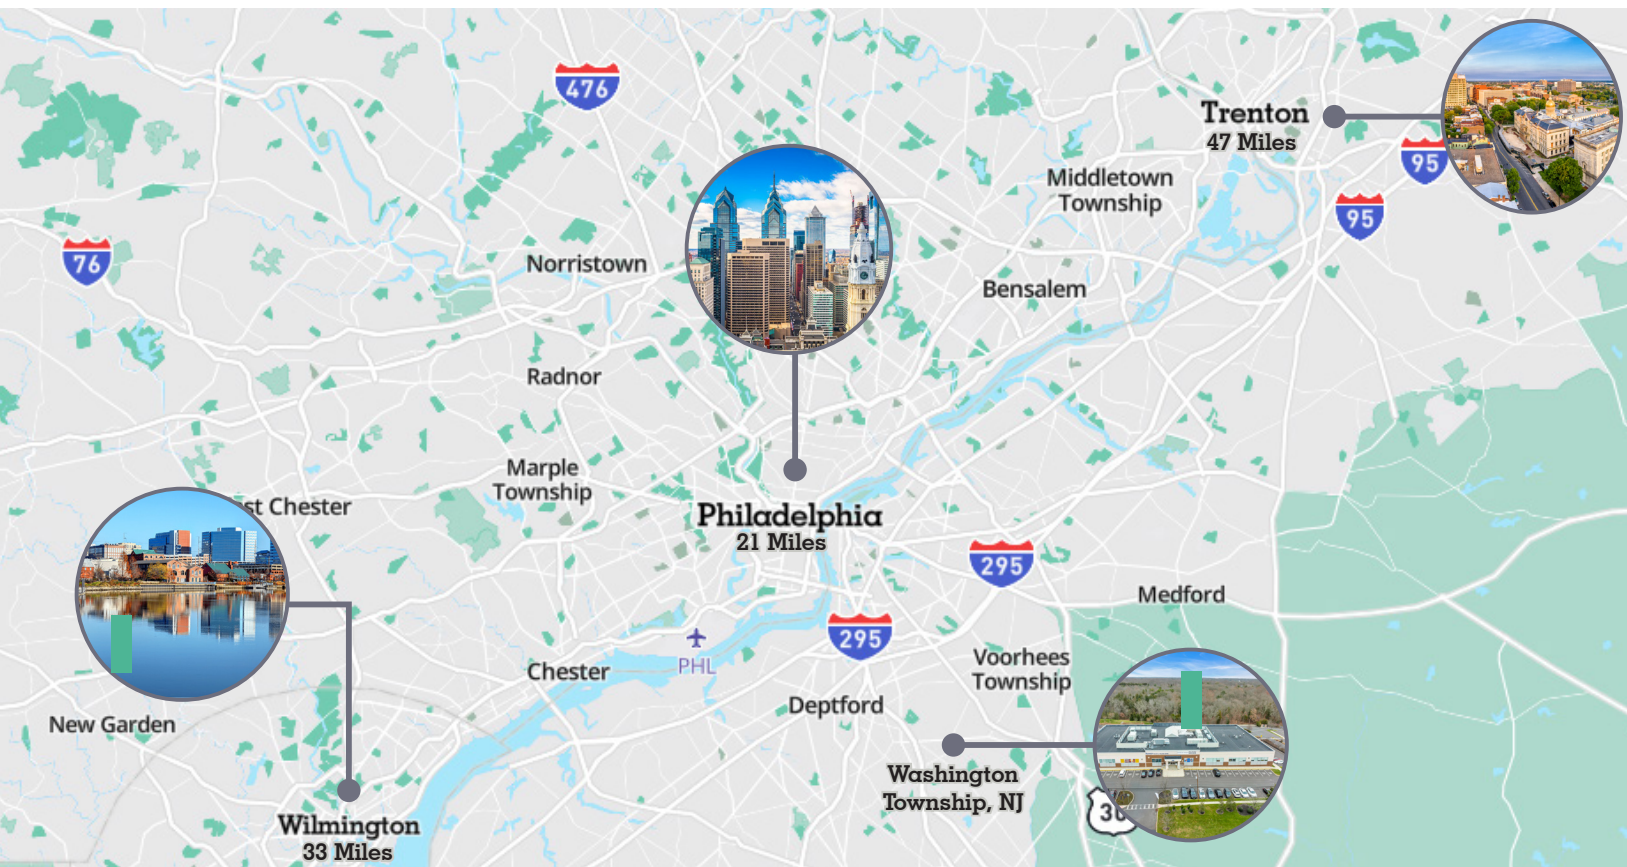 476
Trenton
47 Miles
95
Middletown
Township
95
76
Norristown
Bensalem
Radnor
Marple
Township
st Chester
Philadelphia
21 Miles
295
Medford
295
PHL
Chester
Voorhees
Township
Deptford
New Garden
Washington
Township, NJ
30
Wilmington
33 Miles